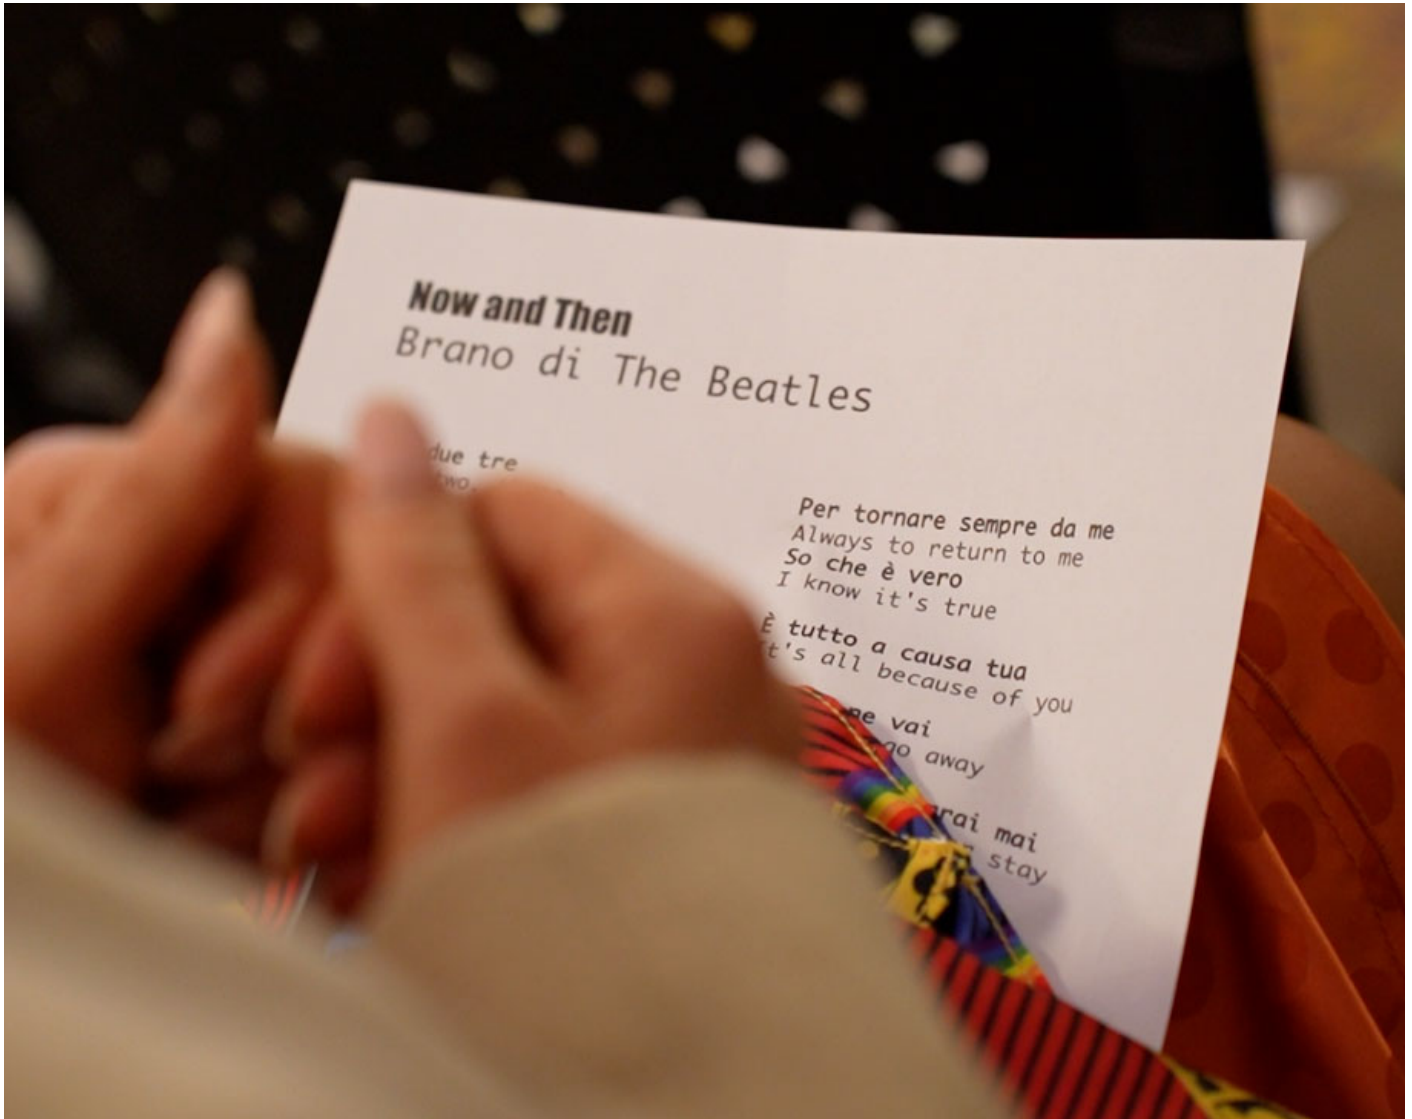 Now and Then
Brano di The Beatles
due tre
two,
Per tornare sempre da me
Always to return to me
So che è vero
I know it's true
È tutto a causa tua
It's all because of you
ne vai
go away
mai
stay